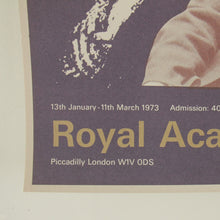 13th January - 11th March 1973 Admission: 40
Royal Aca
Piccadilly London W1V 0DS